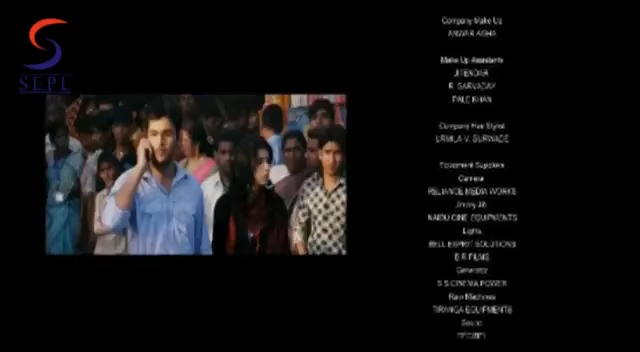 SEPL
Company Make Up
ANWAR AGHA
Make Up Assistants
JITENDAR
R. SARVADAY
PALE KHAN
Company Hair Stylist
URMILA V. GURWADE
Equipment Suppliers
Camera
RELIANCE MEDIA WORKS
Jimmy Jib
NAIDU CINE EQUIPMENTS
Lights
BELL ESPRIT SOLUTIONS
B R FILMS
Generator
S S CINEMA POWER
Rain Machines
TIRANGA EQUIPMENTS
Sound